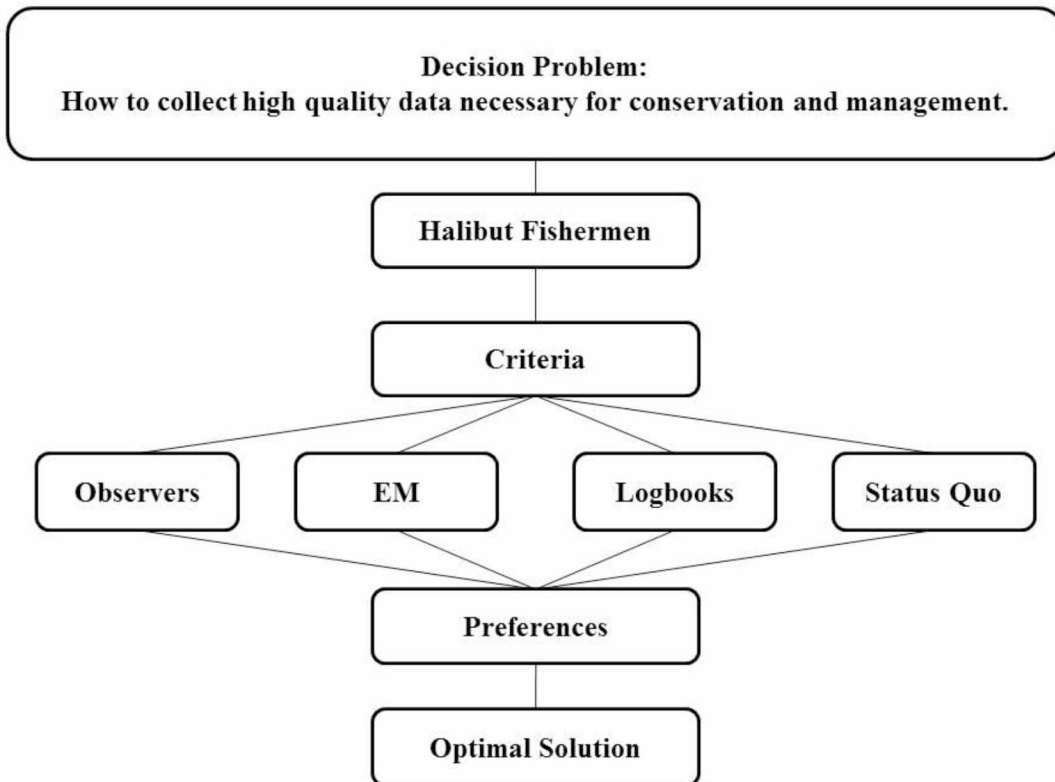 Decision Problem:
How to collect high quality data necessary for conservation and management.
Halibut Fishermen
Criteria
Observers
EM
Logbooks
Status Quo
Preferences
Optimal Solution